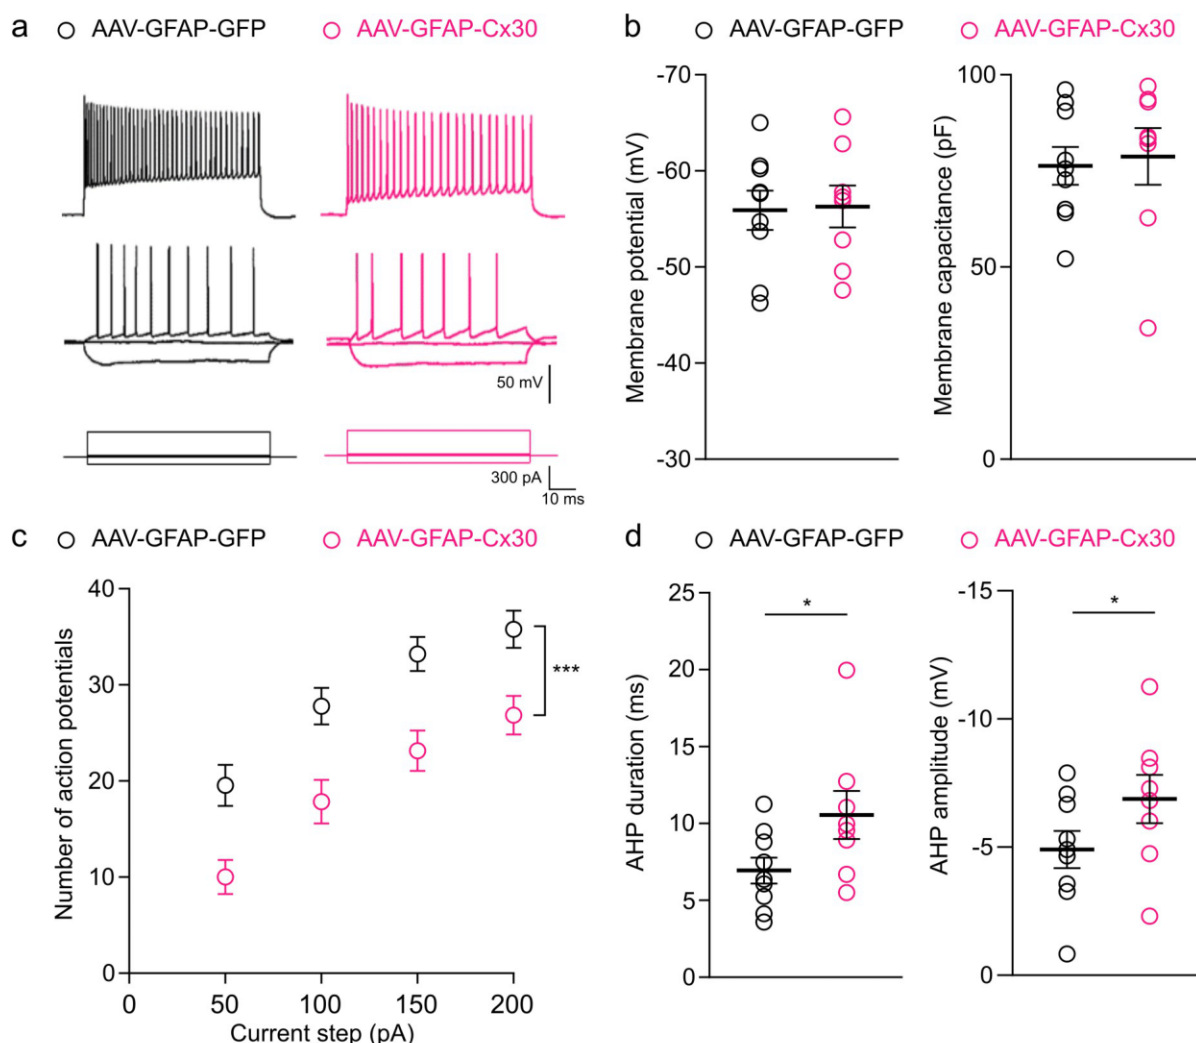 a
AAV-GFAP-GFP
AAV-GFAP-Cx30
50 mV
300 pA
10 ms
b
AAV-GFAP-GFP
AAV-GFAP-Cx30
Membrane potential (mV)
-70
-60
-50
-40
-30
Membrane capacitance (pF)
100
50
0
c
AAV-GFAP-GFP
AAV-GFAP-Cx30
Number of action potentials
40
30
20
10
0
***
0 50 100 150 200
Current step (pA)
d
AAV-GFAP-GFP
AAV-GFAP-Cx30
AHP duration (ms)
25
20
15
10
5
0
*
AHP amplitude (mV)
-15
-10
-5
0
*